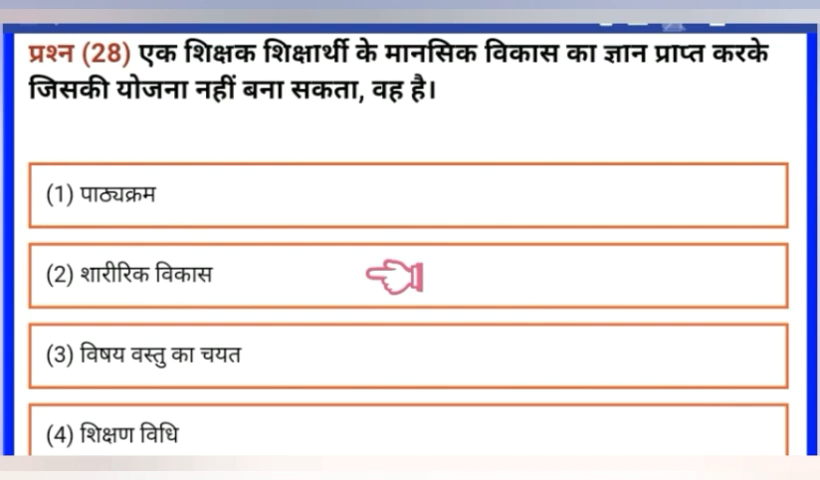 प्रश्न (28) एक शिक्षक शिक्षार्थी के मानसिक विकास का ज्ञान प्राप्त करके
जिसकी योजना नहीं बना सकता, वह है।
(1) पाठ्यक्रम
(2) शारीरिक विकास
(3) विषय वस्तु का चयत
(4) शिक्षण विधि